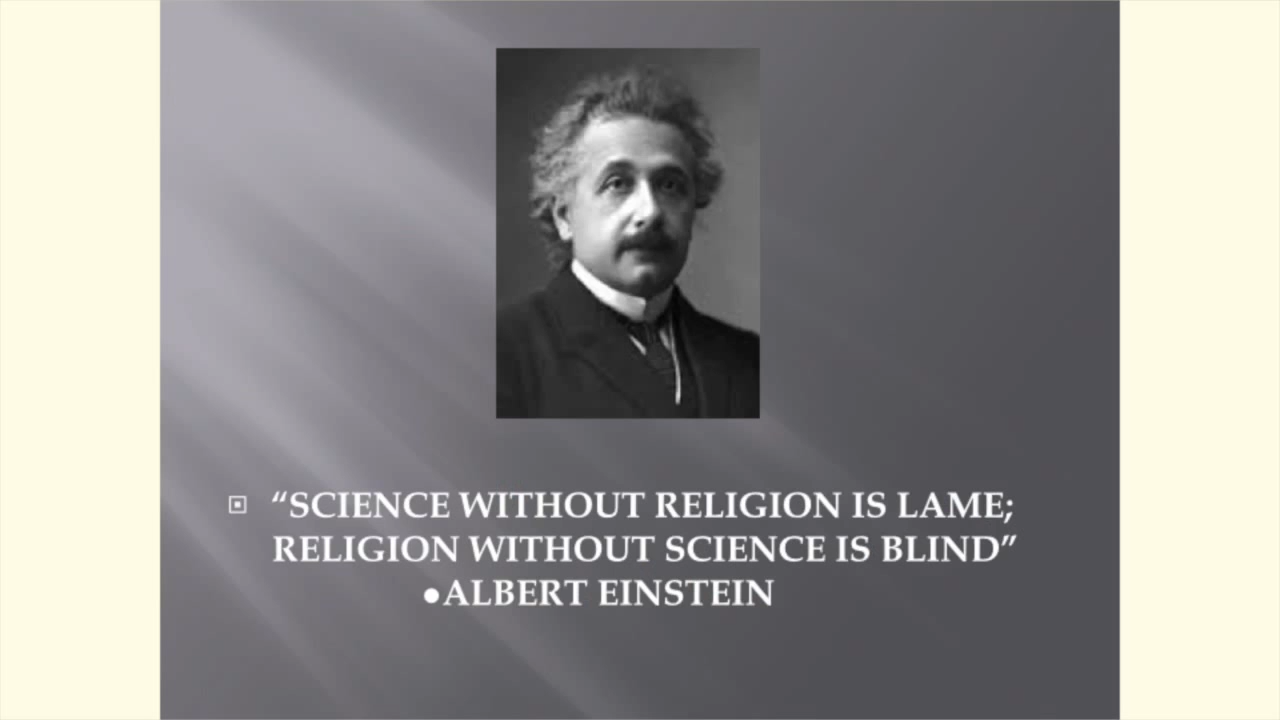 “SCIENCE WITHOUT RELIGION IS LAME;
RELIGION WITHOUT SCIENCE IS BLIND”
•ALBERT EINSTEIN